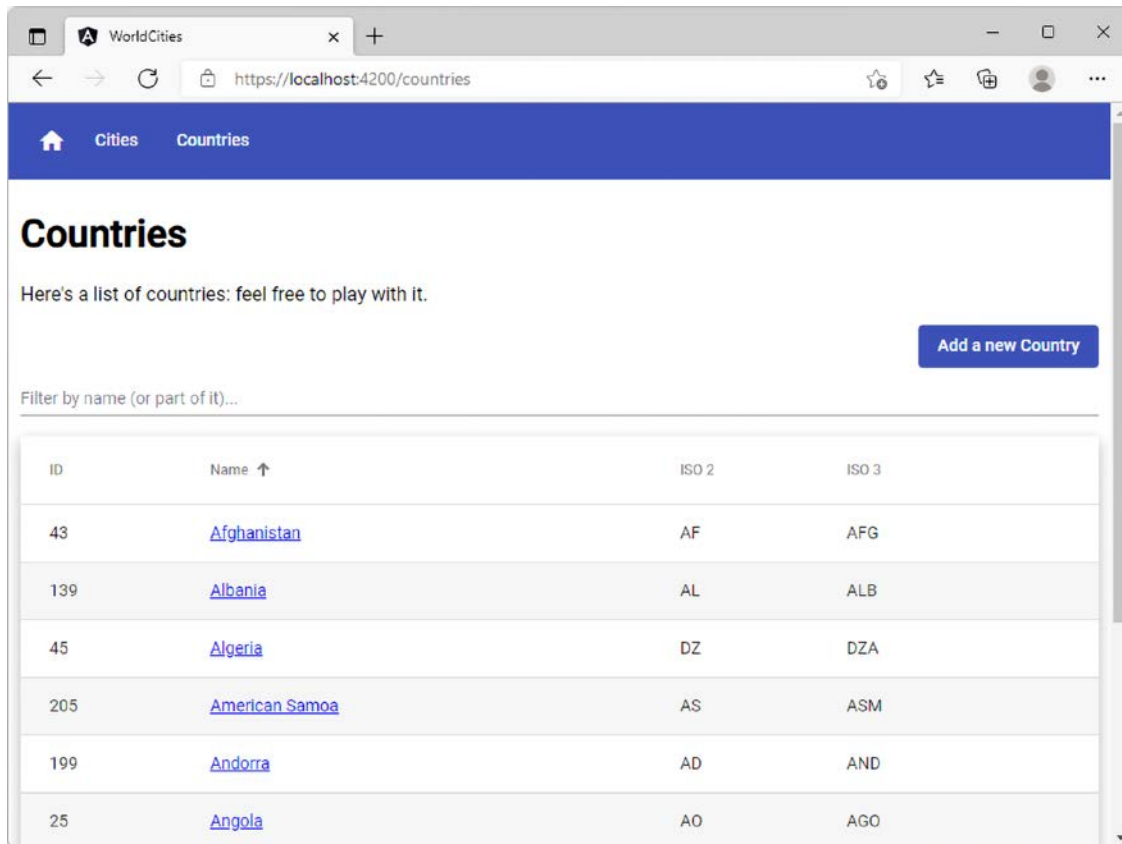 WorldCities
https://localhost:4200/countries
Cities Countries
Countries
Here's a list of countries: feel free to play with it.
Add a new Country
Filter by name (or part of it)...
ID Name ISO 2 ISO 3
43 Afghanistan AF AFG
139 Albania AL ALB
45 Algeria DZ DZA
205 American Samoa AS ASM
199 Andorra AD AND
25 Angola AO AGO